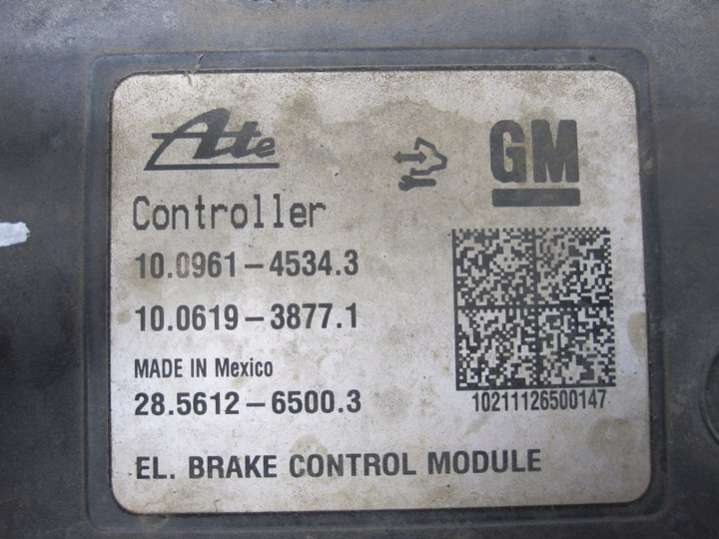 Ate
GM
Controller
10.0961-4534.3
10.0619-3877.1
MADE IN Mexico
28.5612-6500.3
10211126500147
EL. BRAKE CONTROL MODULE